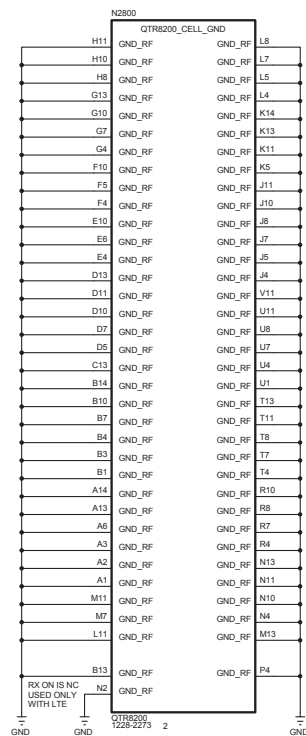 N2800
QTR8200_CELL_GND
H11 GND_RF GND_RF L8
H10 GND_RF GND_RF L7
H8 GND_RF GND_RF L5
G13 GND_RF GND_RF L4
G10 GND_RF GND_RF K14
G7 GND_RF GND_RF K13
G4 GND_RF GND_RF K11
F10 GND_RF GND_RF K5
F5 GND_RF GND_RF J11
F4 GND_RF GND_RF J10
E10 GND_RF GND_RF J8
E6 GND_RF GND_RF J7
E4 GND_RF GND_RF J5
D13 GND_RF GND_RF J4
D11 GND_RF GND_RF V11
D10 GND_RF GND_RF U11
D7 GND_RF GND_RF U8
D5 GND_RF GND_RF U7
C13 GND_RF GND_RF U4
B14 GND_RF GND_RF U1
B10 GND_RF GND_RF T13
B7 GND_RF GND_RF T11
B4 GND_RF GND_RF T8
B3 GND_RF GND_RF T7
B1 GND_RF GND_RF T4
A14 GND_RF GND_RF R10
A13 GND_RF GND_RF R8
A6 GND_RF GND_RF R7
A3 GND_RF GND_RF R4
A2 GND_RF GND_RF N13
A1 GND_RF GND_RF N11
M11 GND_RF GND_RF N10
M7 GND_RF GND_RF N4
L11 GND_RF GND_RF M13
B13 GND_RF GND_RF P4
RX ON IS NC
USED ONLY
WITH LTE
N2 GND_RF
QTR8200
1228-2273 2
GND GND GND